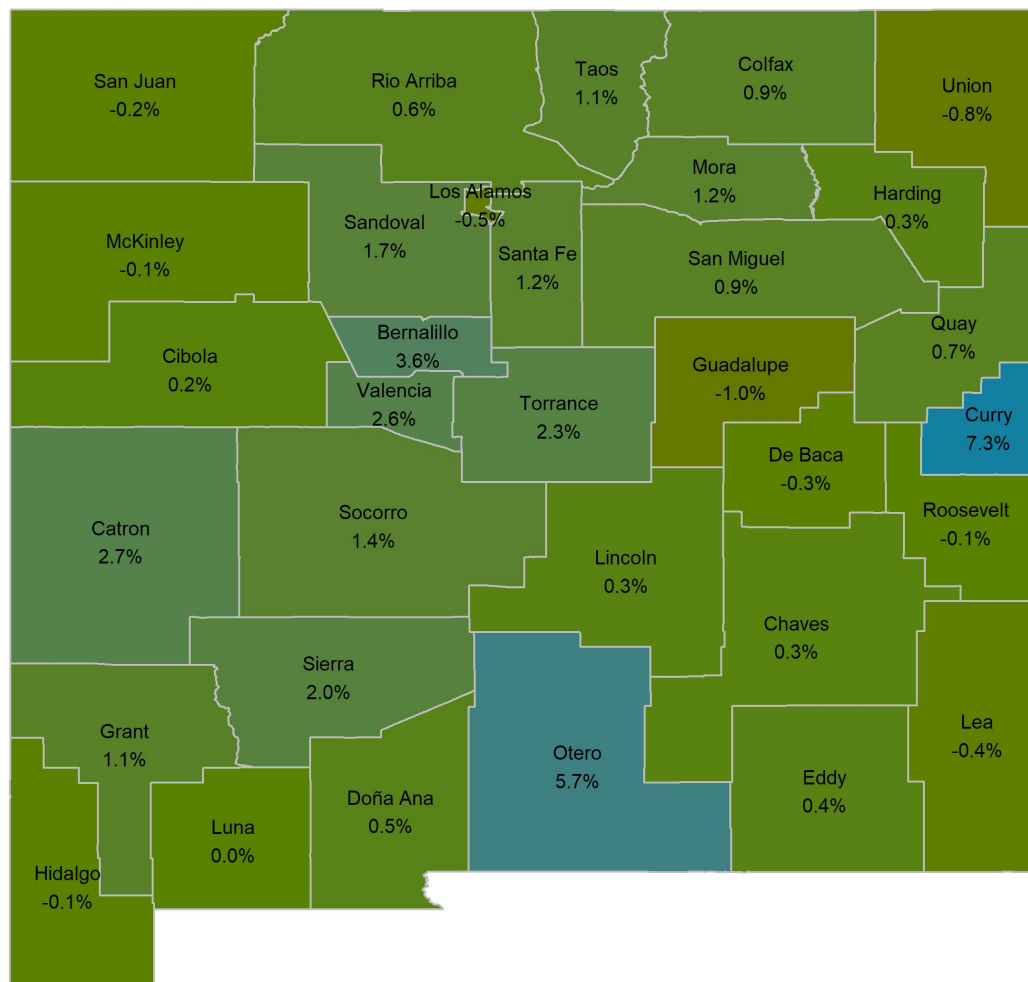 San Juan
-0.2%
Rio Arriba
0.6%
Taos
1.1%
Colfax
0.9%
Union
-0.8%
Los Alamos
-0.5%
Mora
1.2%
Harding
0.3%
McKinley
-0.1%
Sandoval
1.7%
Santa Fe
1.2%
San Miguel
0.9%
Quay
0.7%
Bernalillo
3.6%
Cibola
0.2%
Valencia
2.6%
Torrance
2.3%
Guadalupe
-1.0%
Curry
7.3%
De Baca
-0.3%
Roosevelt
-0.1%
Catron
2.7%
Socorro
1.4%
Lincoln
0.3%
Chaves
0.3%
Sierra
2.0%
Grant
1.1%
Otero
5.7%
Lea
-0.4%
Eddy
0.4%
Doña Ana
0.5%
Luna
0.0%
Hidalgo
-0.1%